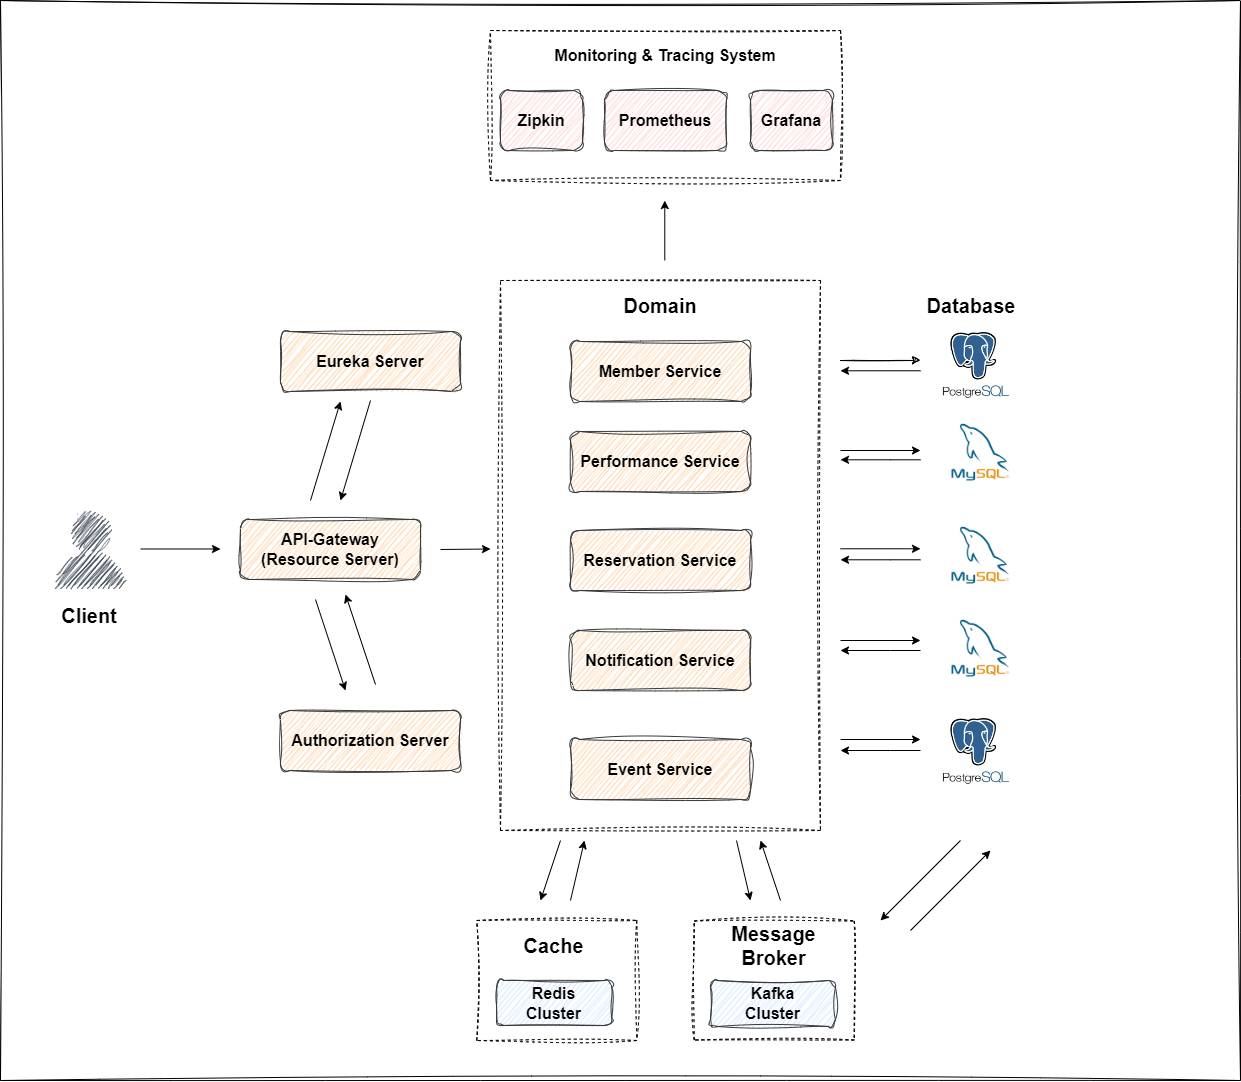 Monitoring & Tracing System
Zipkin
Prometheus
Grafana
Domain
Database
Eureka Server
Member Service
PostgreSQL
Performance Service
MySQL
API-Gateway
(Resource Server)
Client
Reservation Service
MySQL
Notification Service
MySQL
Authorization Server
Event Service
PostgreSQL
Cache
Redis
Cluster
Message
Broker
Kafka
Cluster